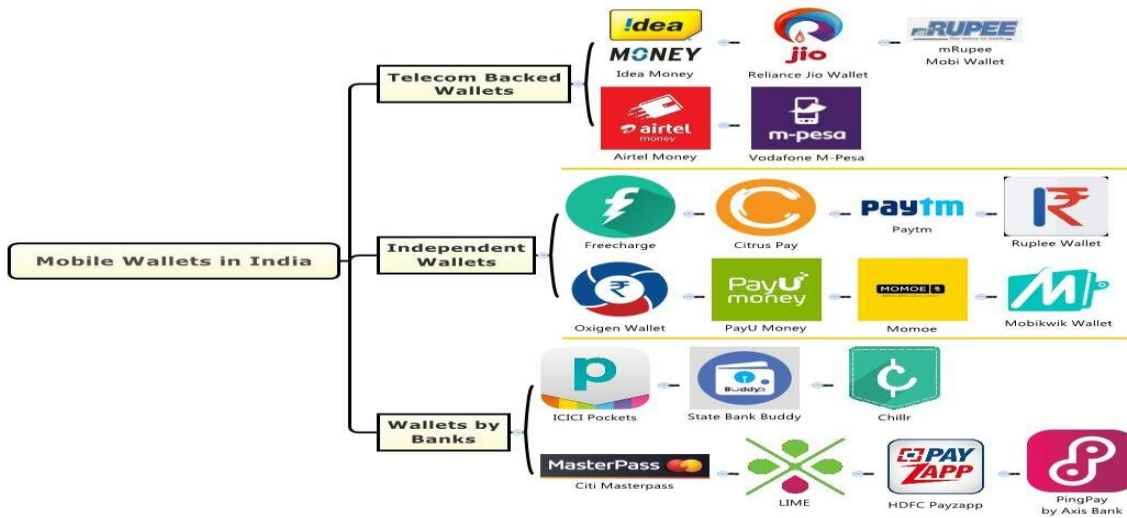 Mobile Wallets in India
Telecom Backed
Wallets
!dea
MONEY
Idea Money
Jio
Reliance Jio Wallet
mRUPEE
mRupee
Mobi Wallet
airtel
money
Airtel Money
m-pesa
Vodafone M-Pesa
Independent
Wallets
Freecharge
Citrus Pay
paytm
Paytm
₹
Ruplee Wallet
₹
Oxigen Wallet
PayU
money
PayU Money
MOMOE
Momoe
M
Mobikwik Wallet
Wallets by
Banks
p
ICICI Pockets
Buddy
State Bank Buddy
Chillr
MasterPass
Citi Masterpass
LIME
PAY
ZAPP
HDFC Payzapp
PingPay
by Axis Bank